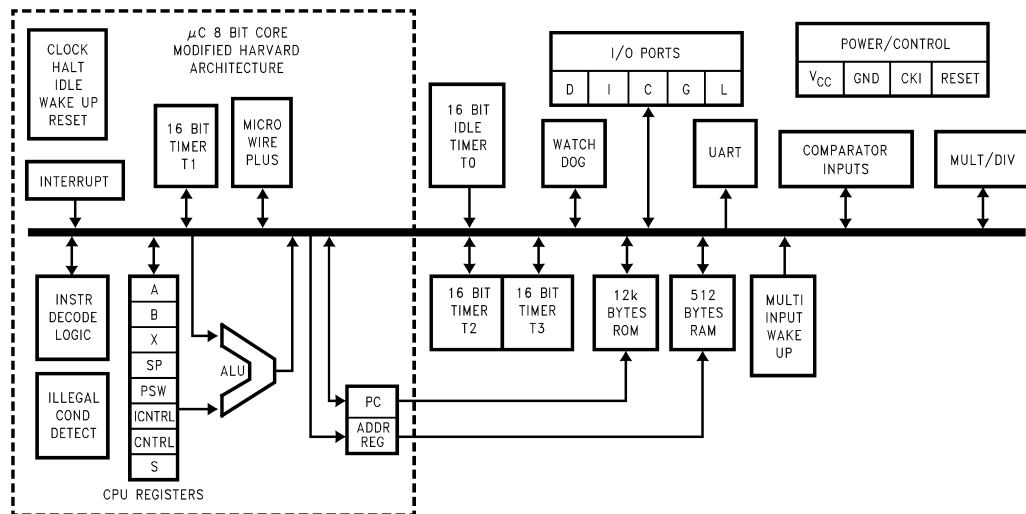 μC 8 BIT CORE
MODIFIED HARVARD
ARCHITECTURE
CLOCK
HALT
IDLE
WAKE UP
RESET
INTERRUPT
16 BIT
TIMER
T1
MICRO
WIRE
PLUS
16 BIT
IDLE
TIMER
T0
WATCH
DOG
I/O PORTS
D I C G L
UART
POWER/CONTROL
VCC GND CKI RESET
COMPARATOR
INPUTS
MULT/DIV
INSTR
DECODE
LOGIC
ILLEGAL
COND
DETECT
A
B
X
SP
PSW
ICNTRL
CNTRL
S
CPU REGISTERS
ALU
PC
ADDR
REG
16 BIT
TIMER
T2
16 BIT
TIMER
T3
12k
BYTES
ROM
512
BYTES
RAM
MULTI
INPUT
WAKE
UP